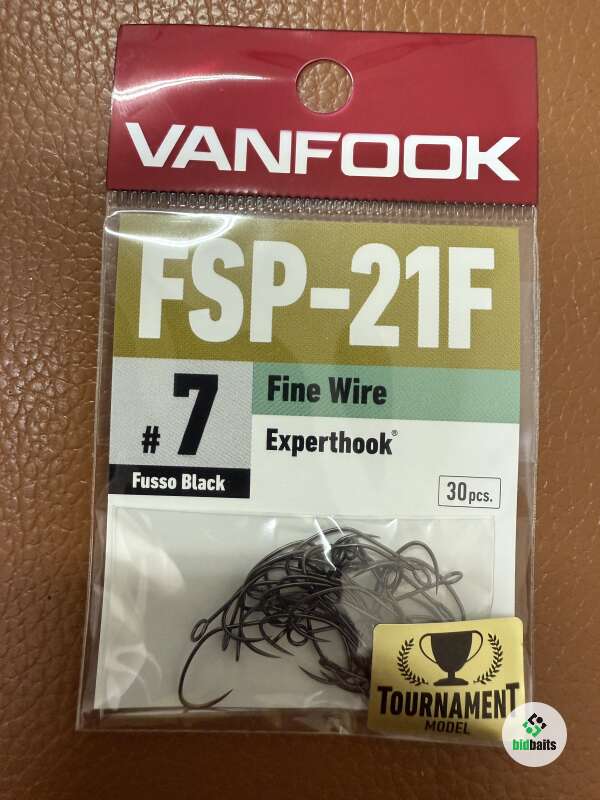 VANFOOK
FSP-21F
#7
Fine Wire
Experthook®
Fusso Black
30pcs.
TOURNAMENT
MODEL
bidbaits